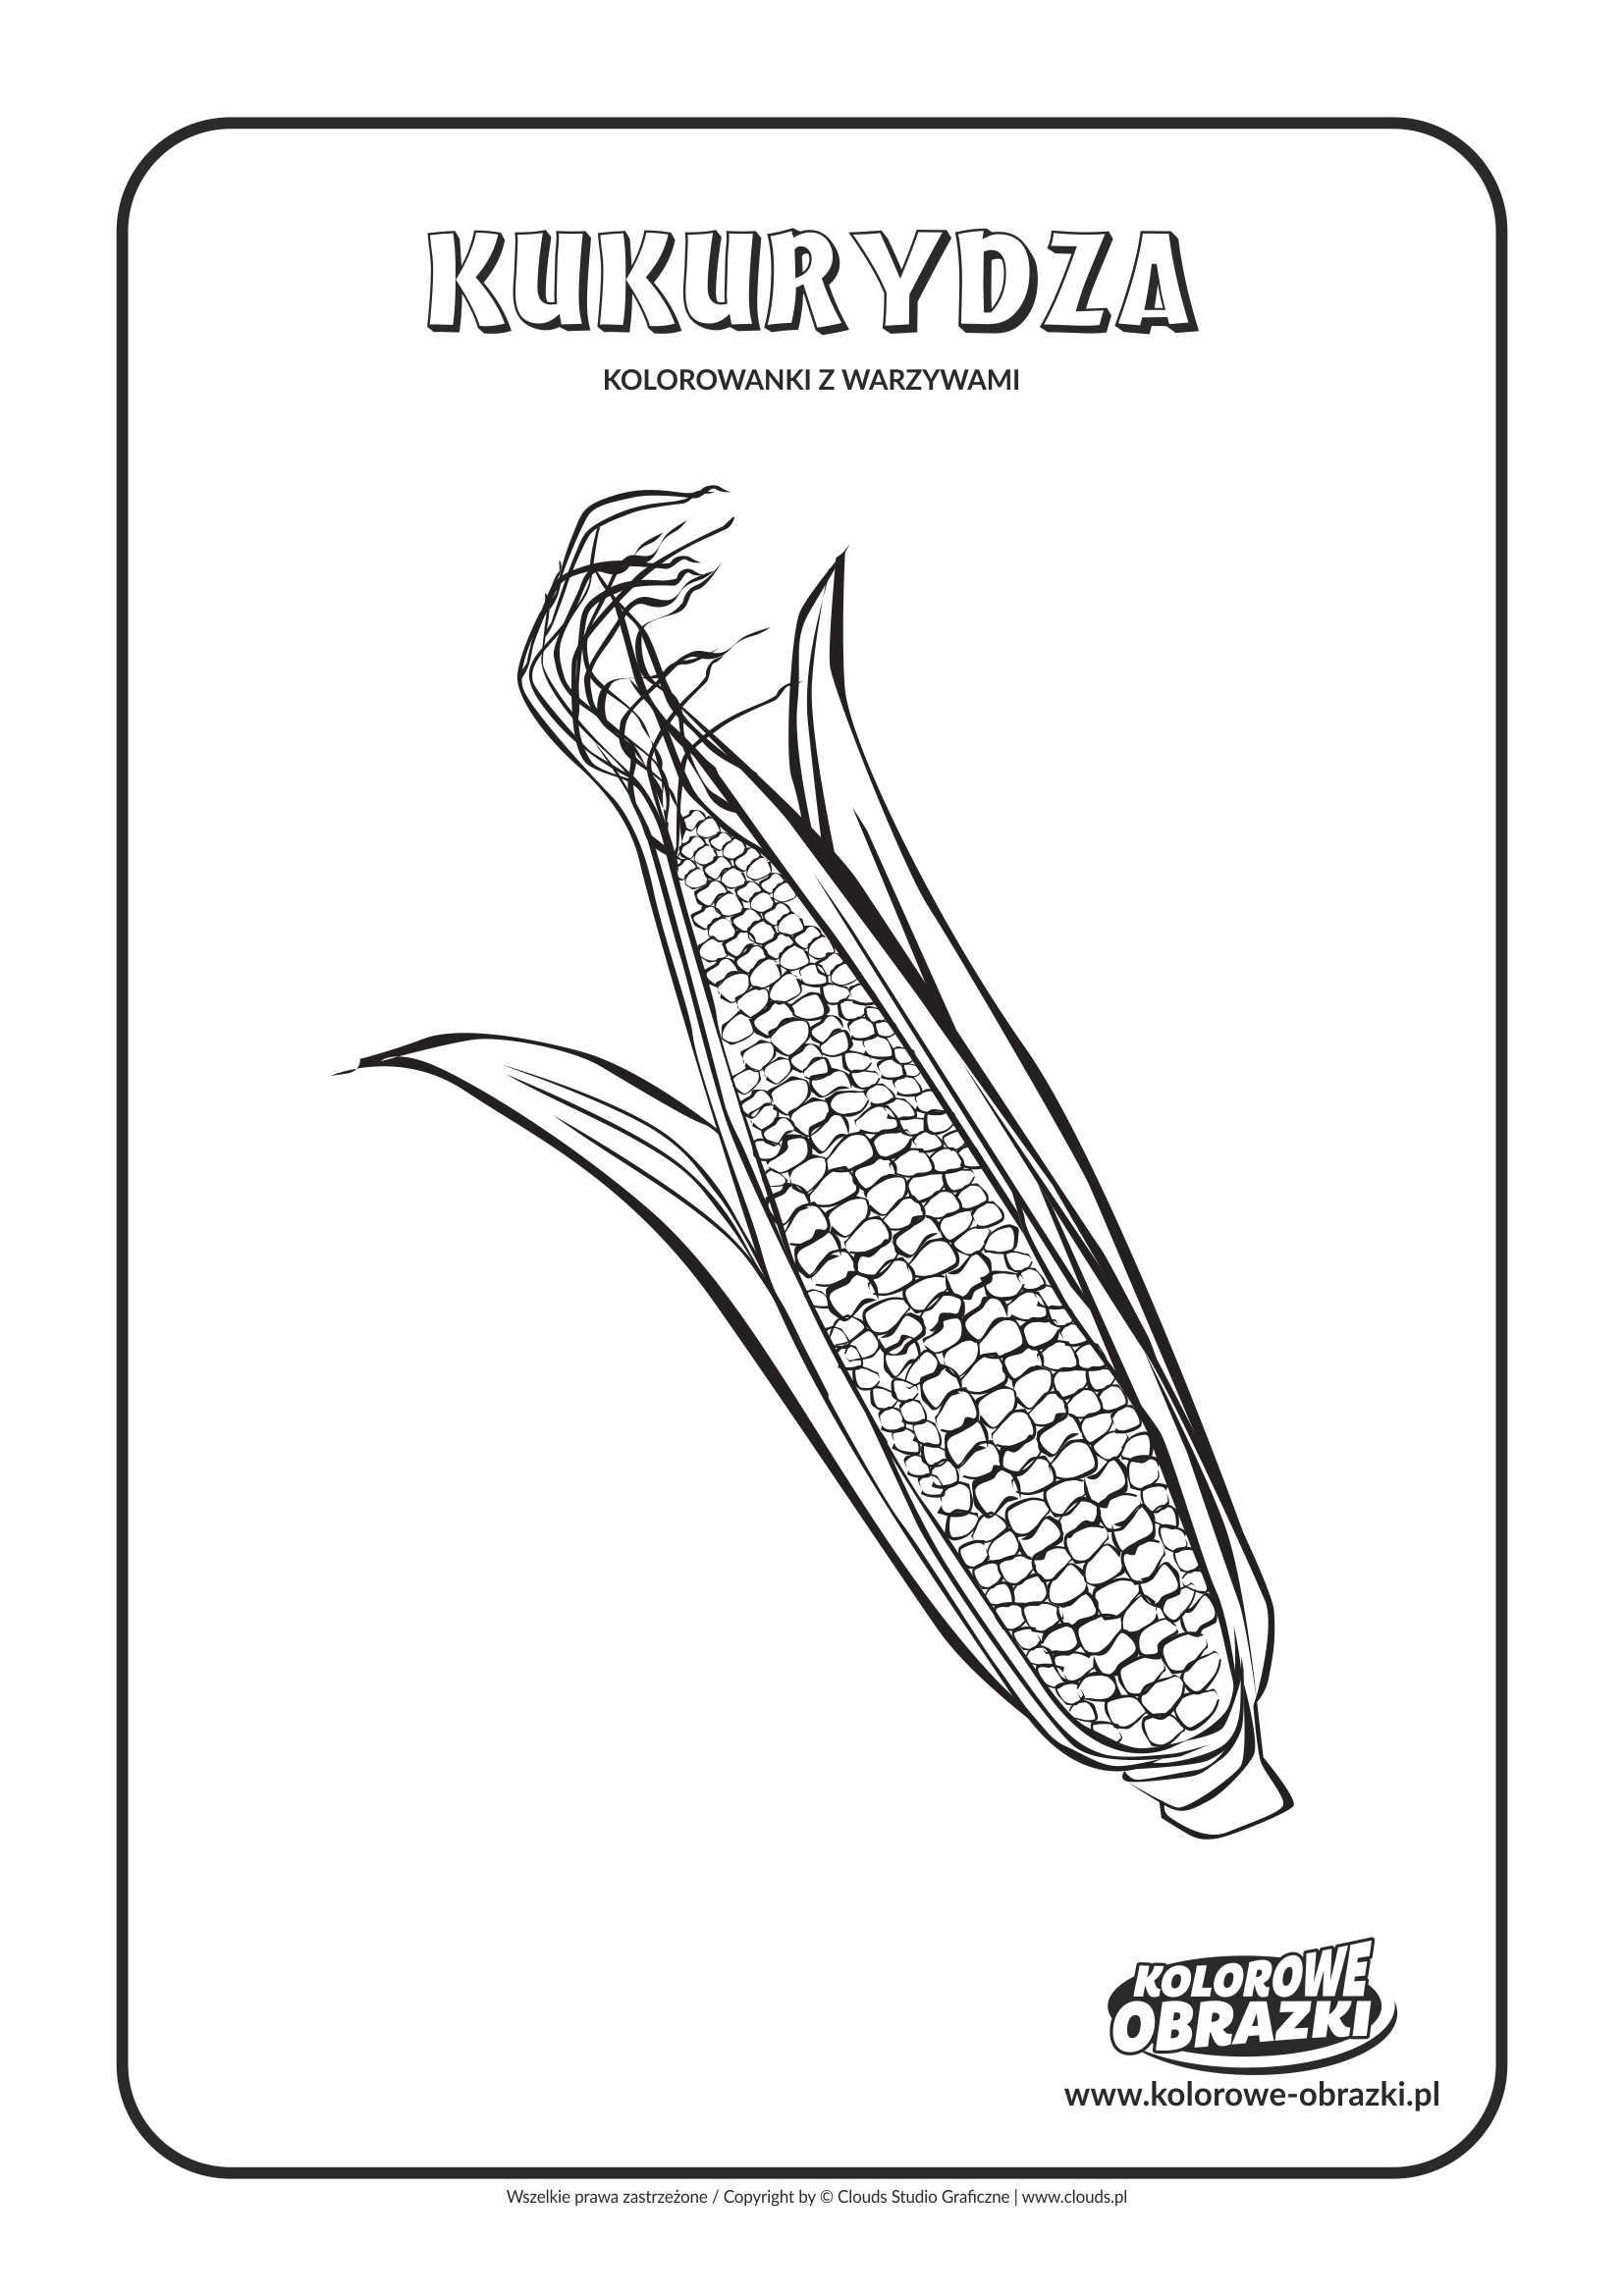 KUKURYDZA
KOLOROWANKI Z WARZYWAMI
KOLOROWE
OBRAZKI
www.kolorowe-obrazki.pl
Wszelkie prawa zastrzeżone / Copyright by © Clouds Studio Graficzne | www.clouds.pl